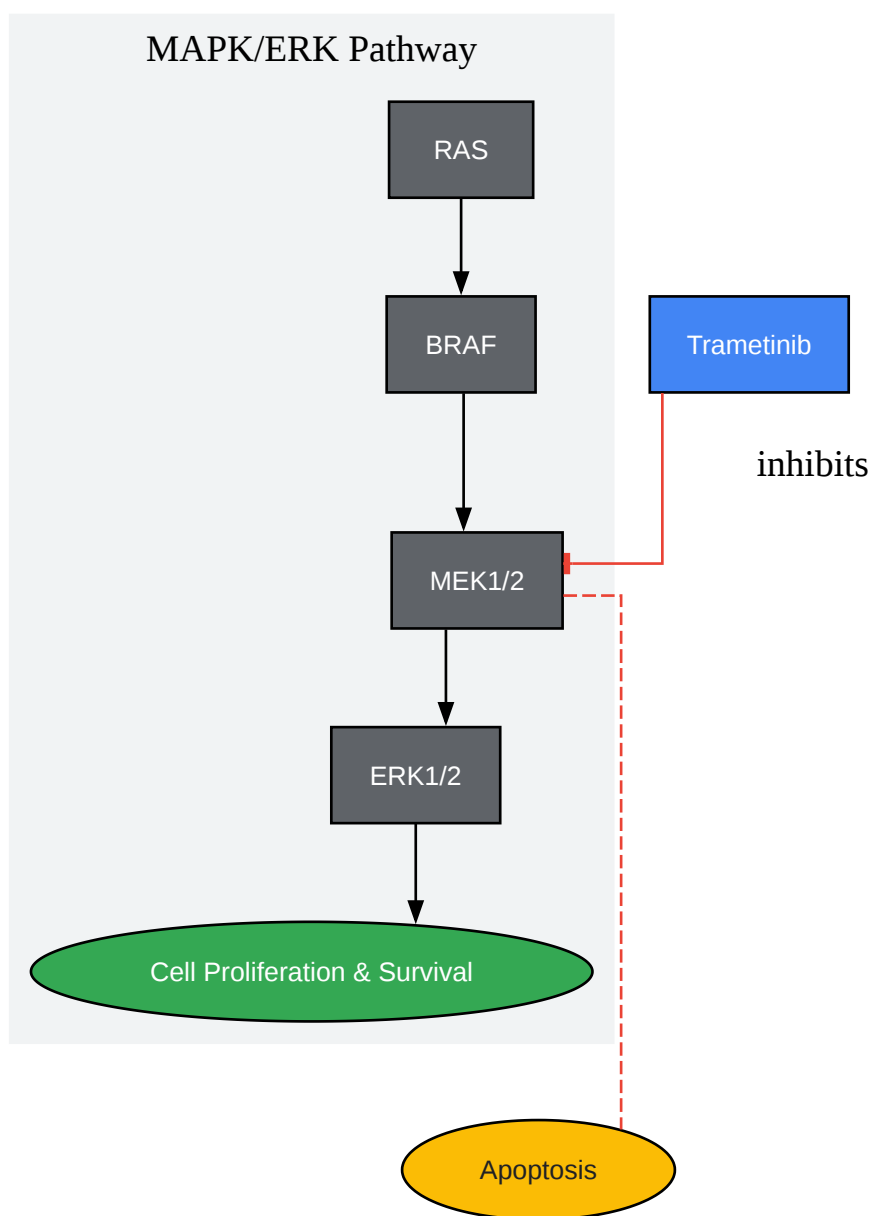 MAPK/ERK Pathway
RAS
BRAF
Trametinib
inhibits
MEK1/2
ERK1/2
Cell Proliferation & Survival
Apoptosis